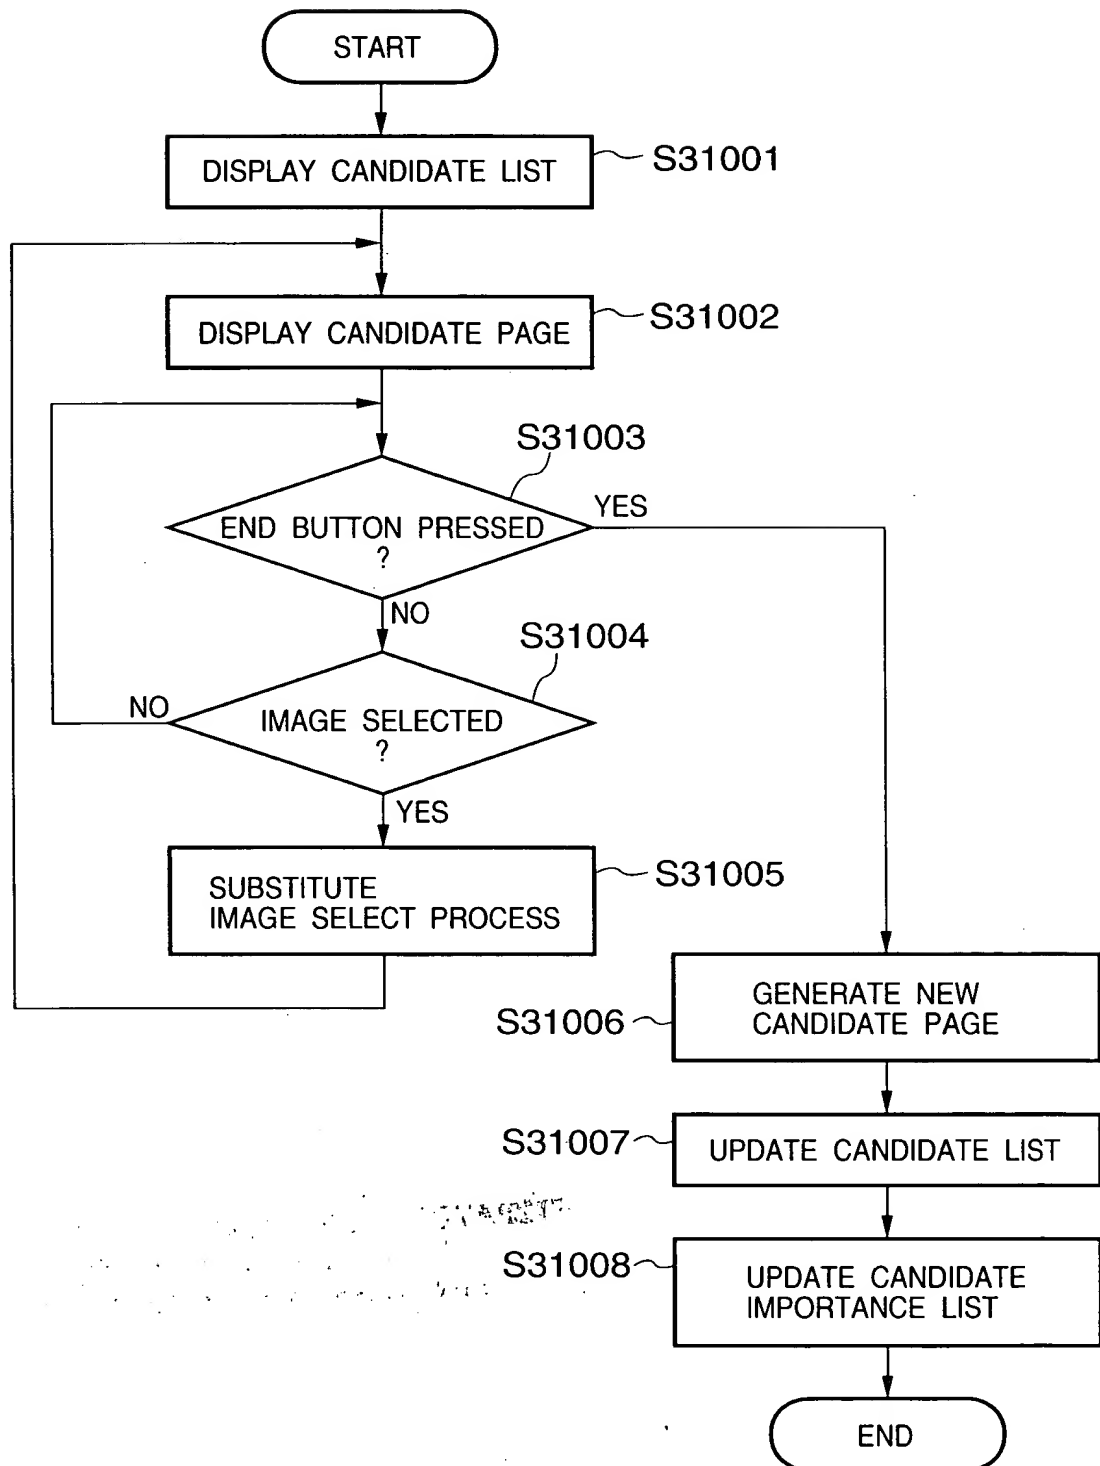 START
DISPLAY CANDIDATE LIST
S31001
DISPLAY CANDIDATE PAGE
S31002
S31003
END BUTTON PRESSED
?
YES
NO
S31004
IMAGE SELECTED
?
NO
YES
SUBSTITUTE
IMAGE SELECT PROCESS
S31005
GENERATE NEW
CANDIDATE PAGE
S31006
UPDATE CANDIDATE LIST
S31007
UPDATE CANDIDATE
IMPORTANCE LIST
S31008
END